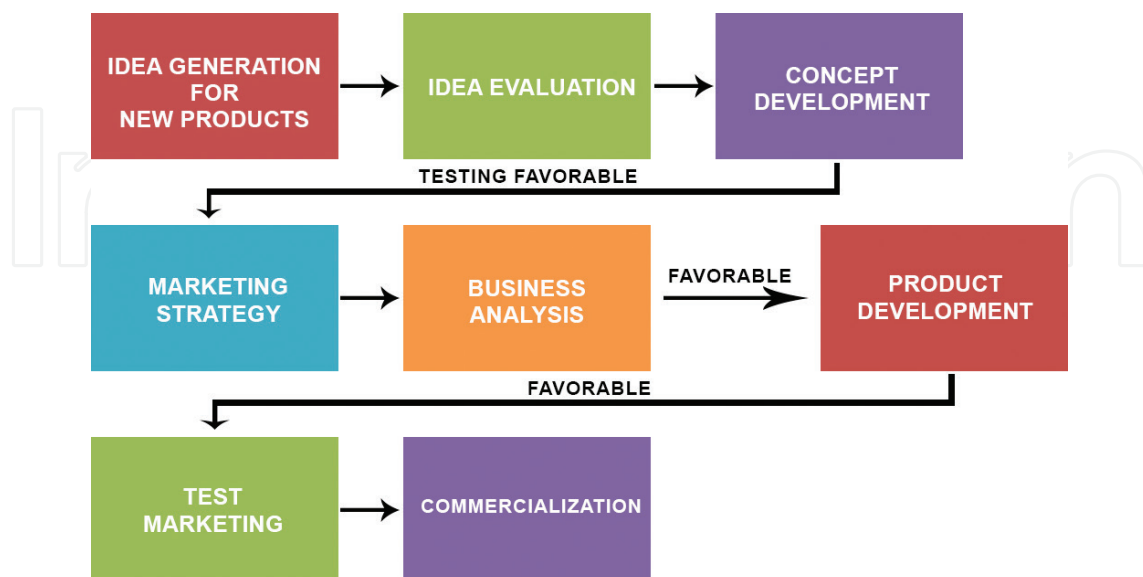 IDEA GENERATION
FOR
NEW PRODUCTS
IDEA EVALUATION
CONCEPT
DEVELOPMENT
TESTING FAVORABLE
MARKETING
STRATEGY
BUSINESS
ANALYSIS
FAVORABLE
PRODUCT
DEVELOPMENT
FAVORABLE
TEST
MARKETING
COMMERCIALIZATION